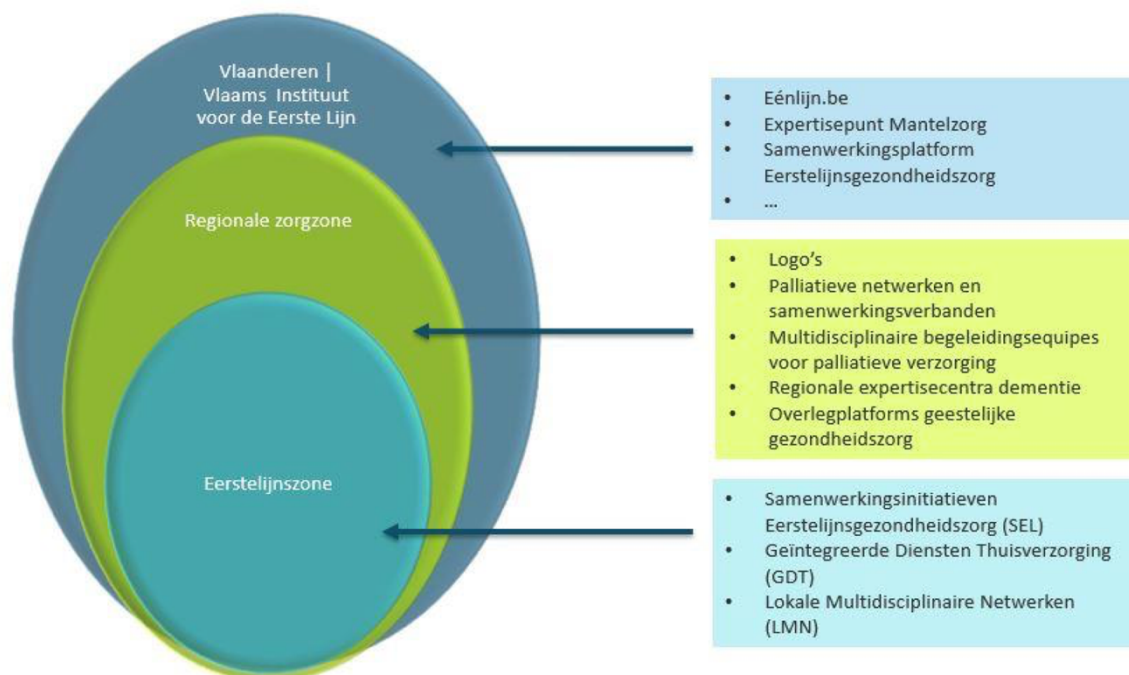 Vlaanderen |
Vlaams Instituut
voor de Eerste Lijn
Regionale zorgzone
Eerstelijnszone
• Eénlijn.be
• Expertisepunt Mantelzorg
• Samenwerkingsplatform
Eerstelijnsgezondheidszorg
• ...
• Logo's
• Palliatieve netwerken en
samenwerkingsverbanden
• Multidisciplinaire begeleidingsequipes
voor palliatieve verzorging
• Regionale expertisecentra dementie
• Overlegplatforms geestelijke
gezondheidszorg
• Samenwerkingsinitiatieven
Eerstelijnsgezondheidszorg (SEL)
• Geïntegreerde Diensten Thuisverzorging
(GDT)
• Lokale Multidisciplinaire Netwerken
(LMN)